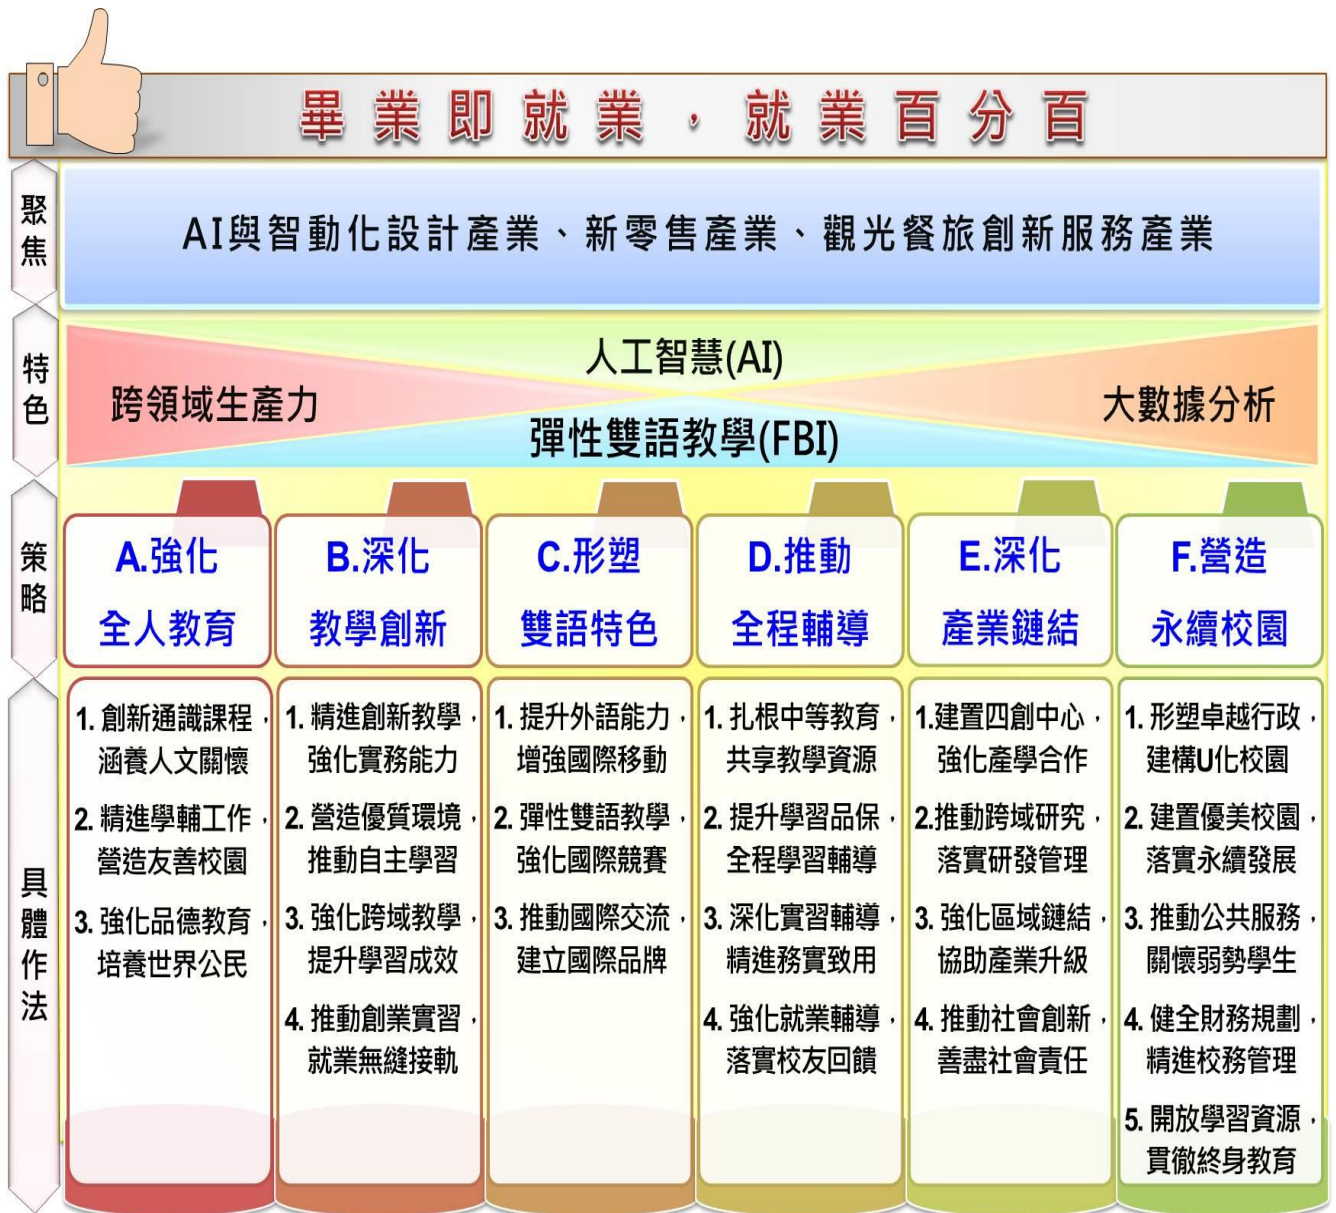 畢業即就業，就業百分百
聚焦
AI與智動化設計產業、新零售產業、觀光餐旅創新服務產業
特色
人工智慧(AI)
跨領域生產力
大數據分析
彈性雙語教學(FBI)
策略
A.強化
全人教育
B.深化
教學創新
C.形塑
雙語特色
D.推動
全程輔導
E.深化
產業鏈結
F.營造
永續校園
具體作法
1. 創新通識課程，
涵養人文關懷
2. 精進學輔工作，
營造友善校園
3. 強化品德教育，
培養世界公民
1. 精進創新教學，
強化實務能力
2. 營造優質環境，
推動自主學習
3. 強化跨域教學，
提升學習成效
4. 推動創業實習，
就業無縫接軌
1. 提升外語能力，
增強國際移動
2. 彈性雙語教學，
強化國際競賽
3. 推動國際交流，
建立國際品牌
1. 扎根中等教育，
共享教學資源
2. 提升學習品保，
全程學習輔導
3. 深化實習輔導，
精進務實致用
4. 強化就業輔導，
落實校友回饋
1.建置四創中心，
強化產學合作
2.推動跨域研究，
落實研發管理
3. 強化區域鏈結，
協助產業升級
4. 推動社會創新，
善盡社會責任
1. 形塑卓越行政，
建構U化校園
2. 建置優美校園，
落實永續發展
3. 推動公共服務，
關懷弱勢學生
4. 健全財務規劃，
精進校務管理
5. 開放學習資源，
貫徹終身教育